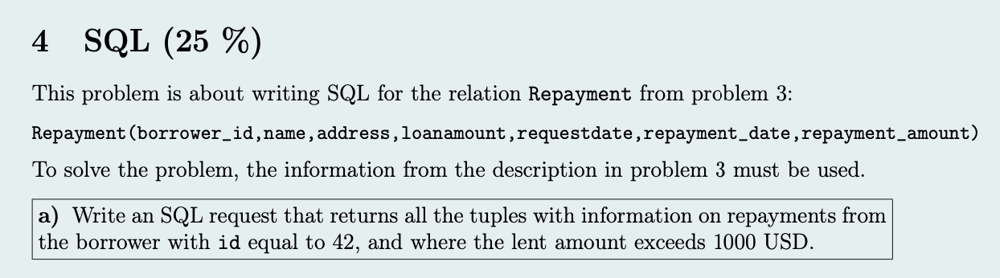 4 SQL (25 %)
This problem is about writing SQL for the relation Repayment from problem 3:
Repayment(borrower_id,name,address,loanamount,requestdate,repayment_date,repayment_amount)
To solve the problem, the information from the description in problem 3 must be used.
a) Write an SQL request that returns all the tuples with information on repayments from
the borrower with id equal to 42, and where the lent amount exceeds 1000 USD.